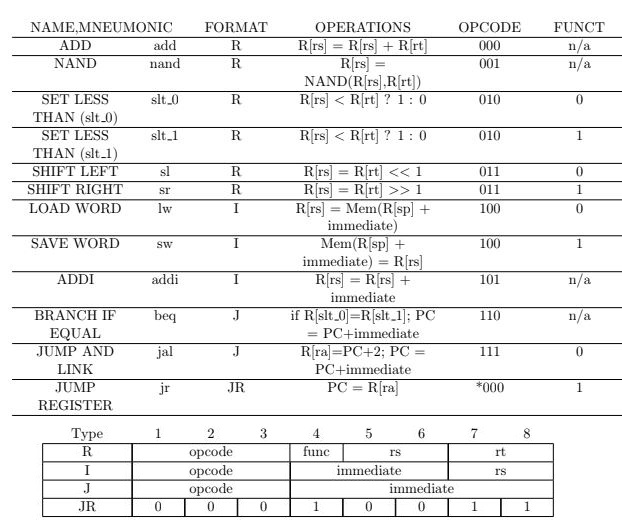 NAME,MNEUMONIC FORMAT OPERATIONS OPCODE FUNCT
ADD add R R[rs] = R[rs] + R[rt] 000 n/a
NAND nand R R[rs] = 001 n/a
NAND(R[rs],R[rt])
SET LESS slt_0 R R[rs] < R[rt] ? 1 : 0 010 0
THAN (slt_0)
SET LESS slt_1 R R[rs] < R[rt] ? 1 : 0 010 1
THAN (slt_1)
SHIFT LEFT sl R R[rs] = R[rt] << 1 011 0
SHIFT RIGHT sr R R[rs] = R[rt] >> 1 011 1
LOAD WORD lw I R[rs] = Mem(R[sp] + 100 0
immediate)
SAVE WORD sw I Mem(R[sp] + 100 1
immediate) = R[rs]
ADDI addi I R[rs] = R[rs] + 101 n/a
immediate
BRANCH IF beq J if R[slt_0]=R[slt_1]; PC 110 n/a
EQUAL = PC+immediate
JUMP AND jal J R[ra]=PC+2; PC = 111 0
LINK PC+immediate
JUMP jr JR PC = R[ra] *000 1
REGISTER
Type 1 2 3 4 5 6 7 8
R opcode func rs rt
I opcode immediate rs
J opcode immediate
JR 0 0 0 1 0 0 1 1